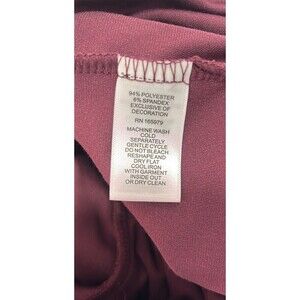 94% POLYESTER
6% SPANDEX
EXCLUSIVE OF
DECORATION
RN 166979
MACHINE WASH
COLD
SEPARATELY
GENTLE CYCLE
DO NOT BLEACH
RESHAPE AND
DRY FLAT
COOL IRON
WITH GARMENT
INSIDE OUT
OR DRY CLEAN